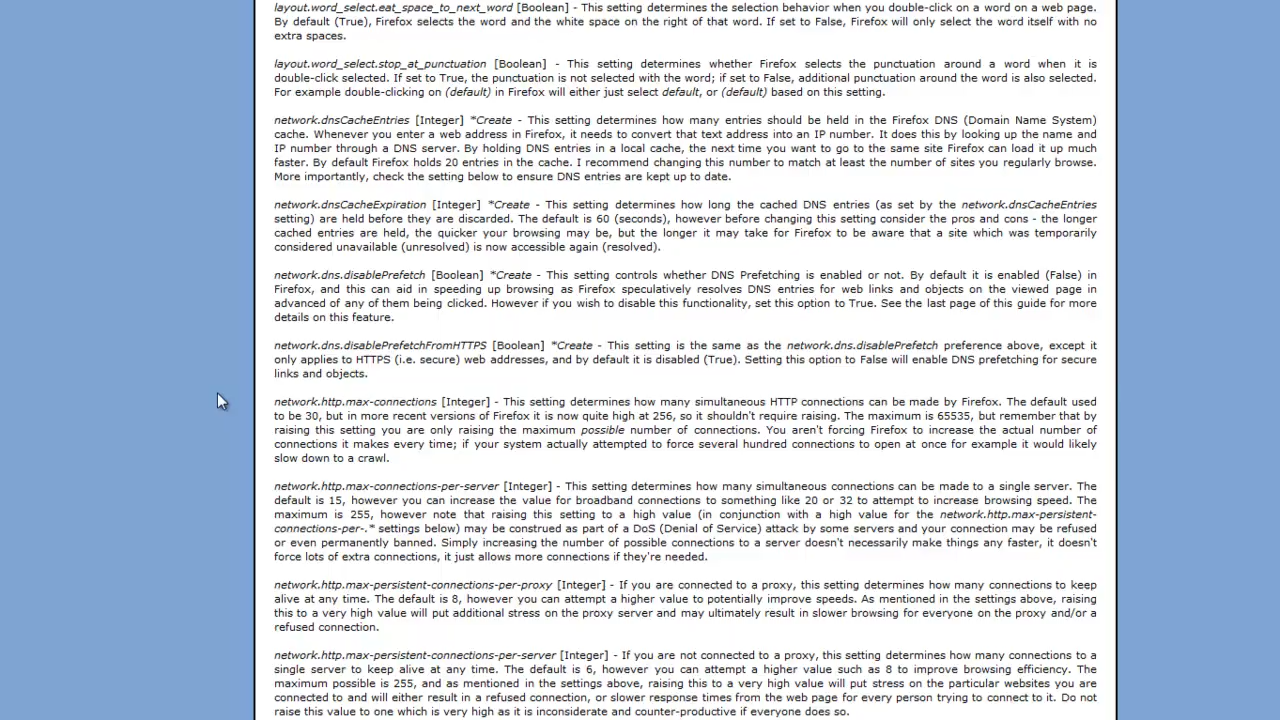 layout.word_select.eat_space_to_next_word [Boolean] - This setting determines the selection behavior when you double-click on a word on a web page.
By default (True), Firefox selects the word and the white space on the right of that word. If set to False, Firefox will only select the word itself with no
extra spaces.
layout.word_select.stop_at_punctuation [Boolean] - This setting determines whether Firefox selects the punctuation around a word when it is
double-click selected. If set to True, the punctuation is not selected with the word; if set to False, additional punctuation around the word is also selected.
For example double-clicking on (default) in Firefox will either just select default, or (default) based on this setting.
network.dnsCacheEntries [Integer] *Create - This setting determines how many entries should be held in the Firefox DNS (Domain Name System)
cache. Whenever you enter a web address in Firefox, it needs to convert that text address into an IP number. It does this by looking up the name and
IP number through a DNS server. By holding DNS entries in a local cache, the next time you want to go to the same site Firefox can load it up much
faster. By default Firefox holds 20 entries in the cache. I recommend changing this number to match at least the number of sites you regularly browse.
More importantly, check the setting below to ensure DNS entries are kept up to date.
network.dnsCacheExpiration [Integer] *Create - This setting determines how long the cached DNS entries (as set by the network.dnsCacheEntries
setting) are held before they are discarded. The default is 60 (seconds), however before changing this setting consider the pros and cons - the longer
cached entries are held, the quicker your browsing may be, but the longer it may take for Firefox to be aware that a site which was temporarily
considered unavailable (unresolved) is now accessible again (resolved).
network.dns.disablePrefetch [Boolean] *Create - This setting controls whether DNS Prefetching is enabled or not. By default it is enabled (False) in
Firefox, and this can aid in speeding up browsing as Firefox speculatively resolves DNS entries for web links and objects on the viewed page in
advanced of any of them being clicked. However if you wish to disable this functionality, set this option to True. See the last page of this guide for more
details on this feature.
network.dns.disablePrefetchFromHTTPS [Boolean] *Create - This setting is the same as the network.dns.disablePrefetch preference above, except it
only applies to HTTPS (i.e. secure) web addresses, and by default it is disabled (True). Setting this option to False will enable DNS prefetching for secure
links and objects.
network.http.max-connections [Integer] - This setting determines how many simultaneous HTTP connections can be made by Firefox. The default used
to be 30, but in more recent versions of Firefox it is now quite high at 256, so it shouldn't require raising. The maximum is 65535, but remember that by
raising this setting you are only raising the maximum possible number of connections. You aren't forcing Firefox to increase the actual number of
connections it makes every time; if your system actually attempted to force several hundred connections to open at once for example it would likely
slow down to a crawl.
network.http.max-connections-per-server [Integer] - This setting determines how many simultaneous connections can be made to a single server. The
default is 15, however you can increase the value for broadband connections to something like 20 or 32 to attempt to increase browsing speed. The
maximum is 255, however note that raising this setting to a high value (in conjunction with a high value for the network.http.max-persistent-
connections-per-.* settings below) may be construed as part of a DoS (Denial of Service) attack by some servers and your connection may be refused
or even permanently banned. Simply increasing the number of possible connections to a server doesn't necessarily make things any faster, it doesn't
force lots of extra connections, it just allows more connections if they're needed.
network.http.max-persistent-connections-per-proxy [Integer] - If you are connected to a proxy, this setting determines how many connections to keep
alive at any time. The default is 8, however you can attempt a higher value to potentially improve speeds. As mentioned in the settings above, raising
this to a very high value will put additional stress on the proxy server and may ultimately result in slower browsing for everyone on the proxy and/or a
refused connection.
network.http.max-persistent-connections-per-server [Integer] - If you are not connected to a proxy, this setting determines how many connections to a
single server to keep alive at any time. The default is 6, however you can attempt a higher value such as 8 to improve browsing efficiency. The
maximum possible is 255, and as mentioned in the settings above, raising this to a very high value will put stress on the particular websites you are
connected to and will either result in a refused connection, or slower response times from the web page for every person trying to connect to it. Do not
raise this value to one which is very high as it is inconsiderate and counter-productive if everyone does so.